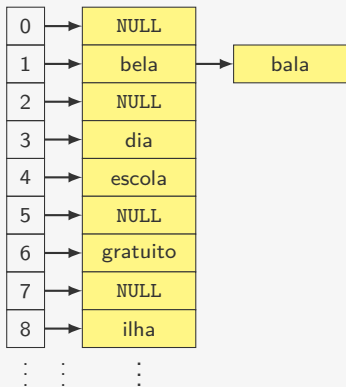 0 NULL
1 bela bala
2 NULL
3 dia
4 escola
5 NULL
6 gratuito
7 NULL
8 ilha